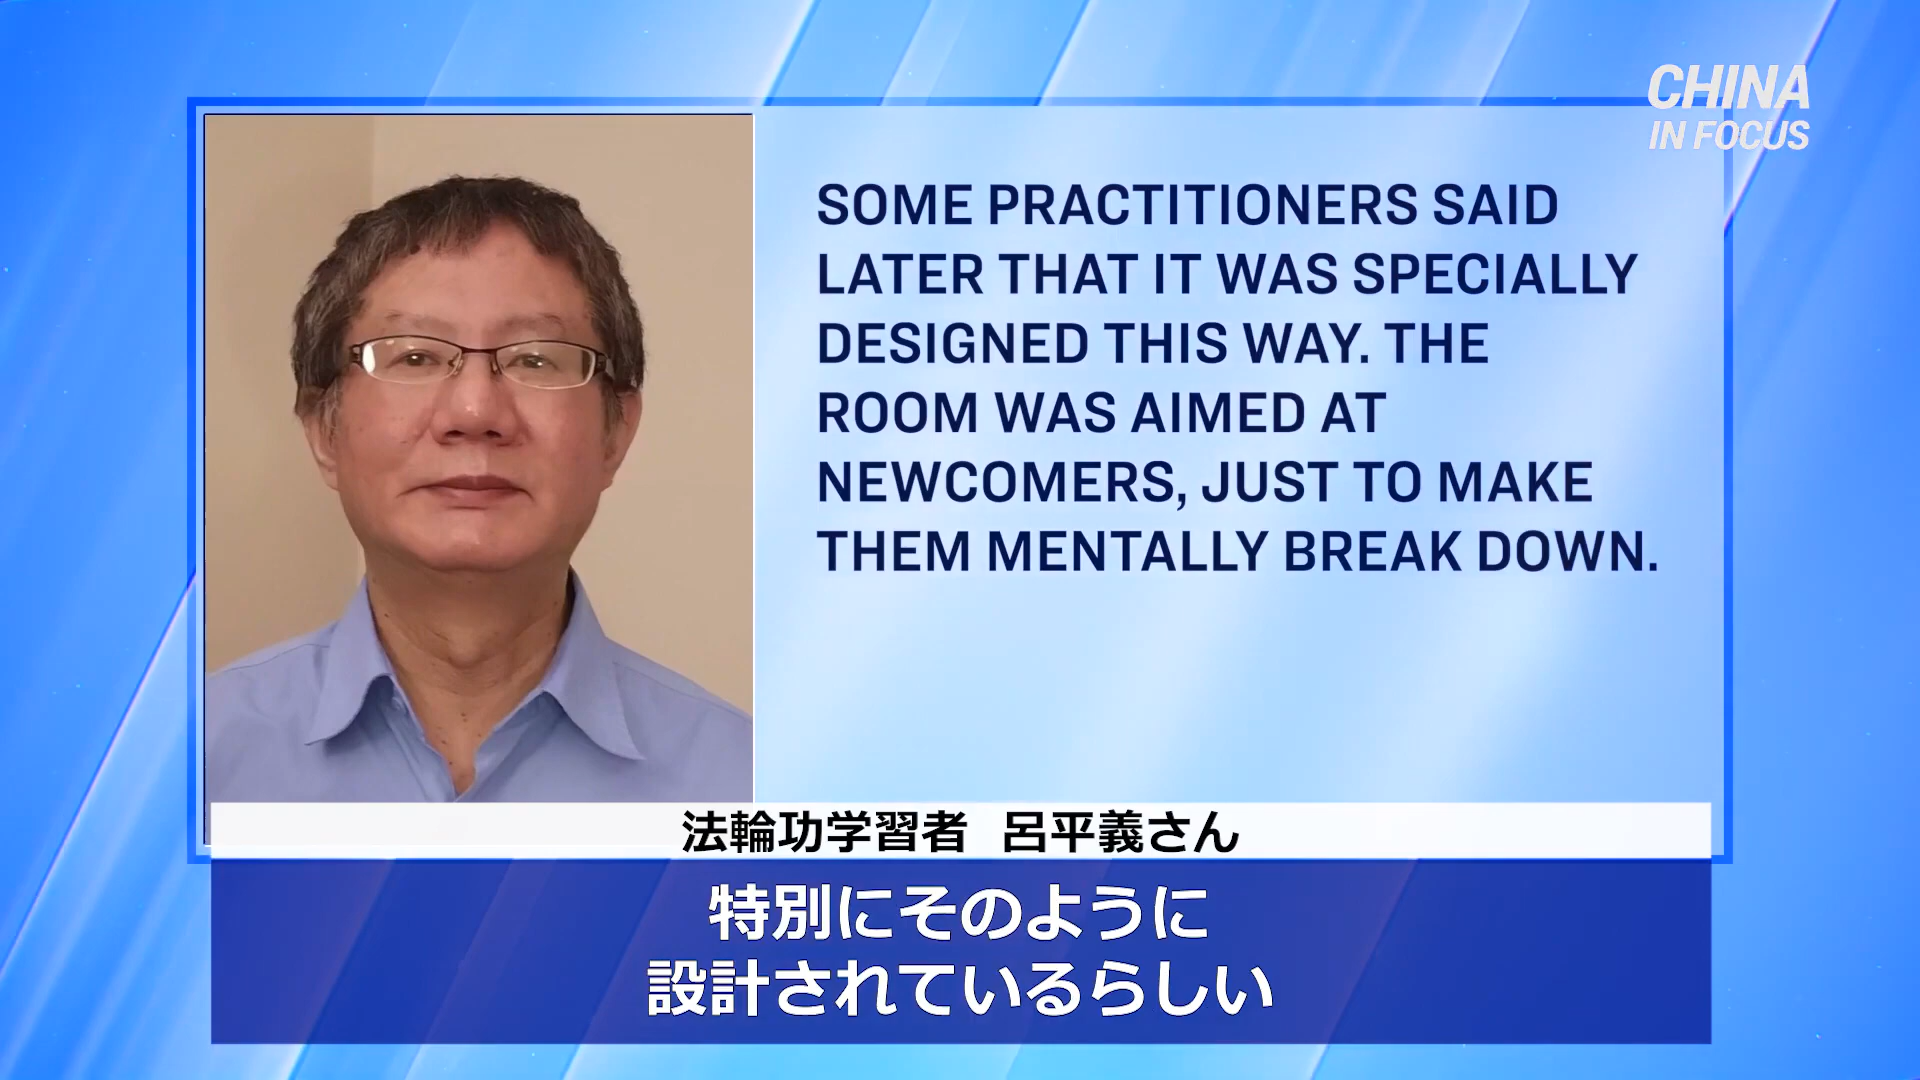 CHINA
IN FOCUS
SOME PRACTITIONERS SAID
LATER THAT IT WAS SPECIALLY
DESIGNED THIS WAY. THE
ROOM WAS AIMED AT
NEWCOMERS, JUST TO MAKE
THEM MENTALLY BREAK DOWN.
法輪功学習者 呂平義さん
特別にそのように
設計されているらしい